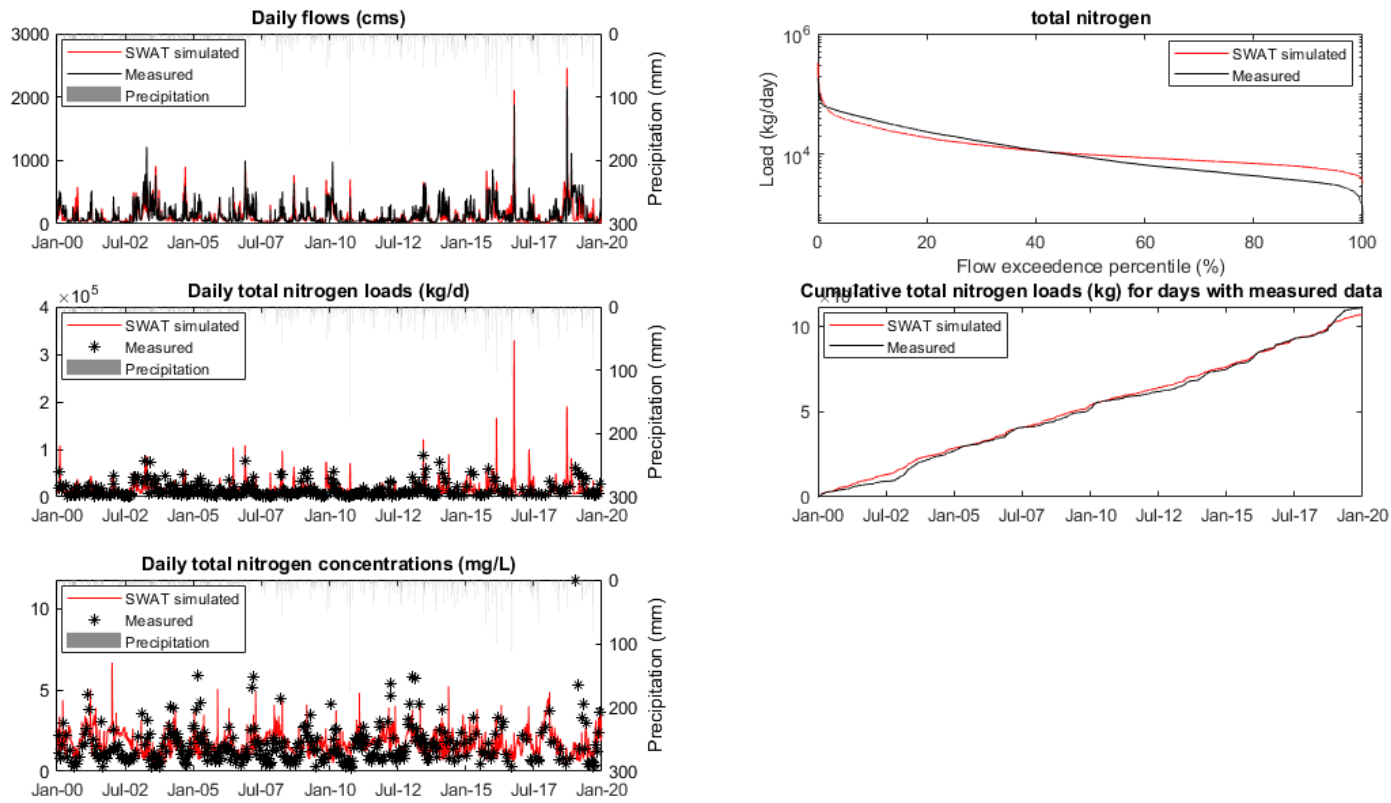 Daily flows (cms)
3000
2000
1000
0
0
100
200
300
Precipitation (mm)
SWAT simulated
Measured
Precipitation
Jan-00 Jul-02 Jan-05 Jul-07 Jan-10 Jul-12 Jan-15 Jul-17 Jan-20
total nitrogen
10^6
10^4
Load (kg/day)
SWAT simulated
Measured
0 20 40 60 80 100
Flow exceedence percentile (%)
Daily total nitrogen loads (kg/d)
× 10^5
4
3
2
1
0
0
100
200
300
Precipitation (mm)
SWAT simulated
Measured
Precipitation
Jan-00 Jul-02 Jan-05 Jul-07 Jan-10 Jul-12 Jan-15 Jul-17 Jan-20
Cumulative total nitrogen loads (kg) for days with measured data
10
5
0
SWAT simulated
Measured
Jan-00 Jul-02 Jan-05 Jul-07 Jan-10 Jul-12 Jan-15 Jul-17 Jan-20
Daily total nitrogen concentrations (mg/L)
10
5
0
0
100
200
300
Precipitation (mm)
SWAT simulated
Measured
Precipitation
Jan-00 Jul-02 Jan-05 Jul-07 Jan-10 Jul-12 Jan-15 Jul-17 Jan-20